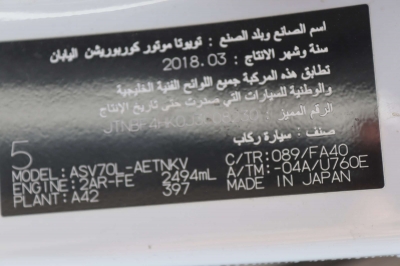 اسم الصانع وبلد الصنع : تويوتا موتور كوربوريشن اليابان
سنة وشهر الانتاج : 2018.03
تطابق هذه المركبة جميع اللوائح الفنية الخليجية
والوطنية للسيارات التي صدرت حتى تاريخ الإنتاج
الرقم المميز :
صنف : سيارة ركاب
5
MODEL: ASV70L-AETNKV C/TR: 089/FA40
ENGINE: 2AR-FE 2494mL A/TM: -04A/U760E
PLANT: A42 397 MADE IN JAPAN